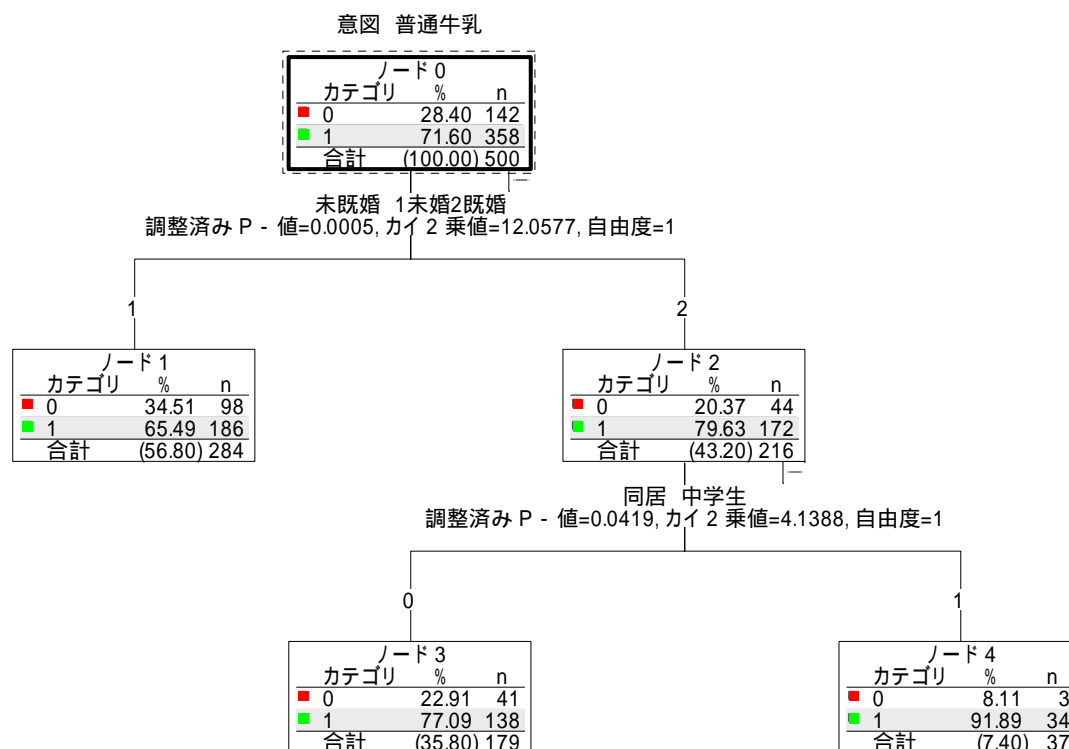 意図 普通牛乳
ノード 0
カテゴリ % n
0 28.40 142
1 71.60 358
合計 (100.00) 500
未既婚 1未婚2既婚
調整済み P - 値=0.0005, カイ 2 乗値=12.0577, 自由度=1
1
2
ノード 1
カテゴリ % n
0 34.51 98
1 65.49 186
合計 (56.80) 284
ノード 2
カテゴリ % n
0 20.37 44
1 79.63 172
合計 (43.20) 216
同居 中学生
調整済み P - 値=0.0419, カイ 2 乗値=4.1388, 自由度=1
0
1
ノード 3
カテゴリ % n
0 22.91 41
1 77.09 138
合計 (35.80) 179
ノード 4
カテゴリ % n
0 8.11 3
1 91.89 34
合計 (7.40) 37